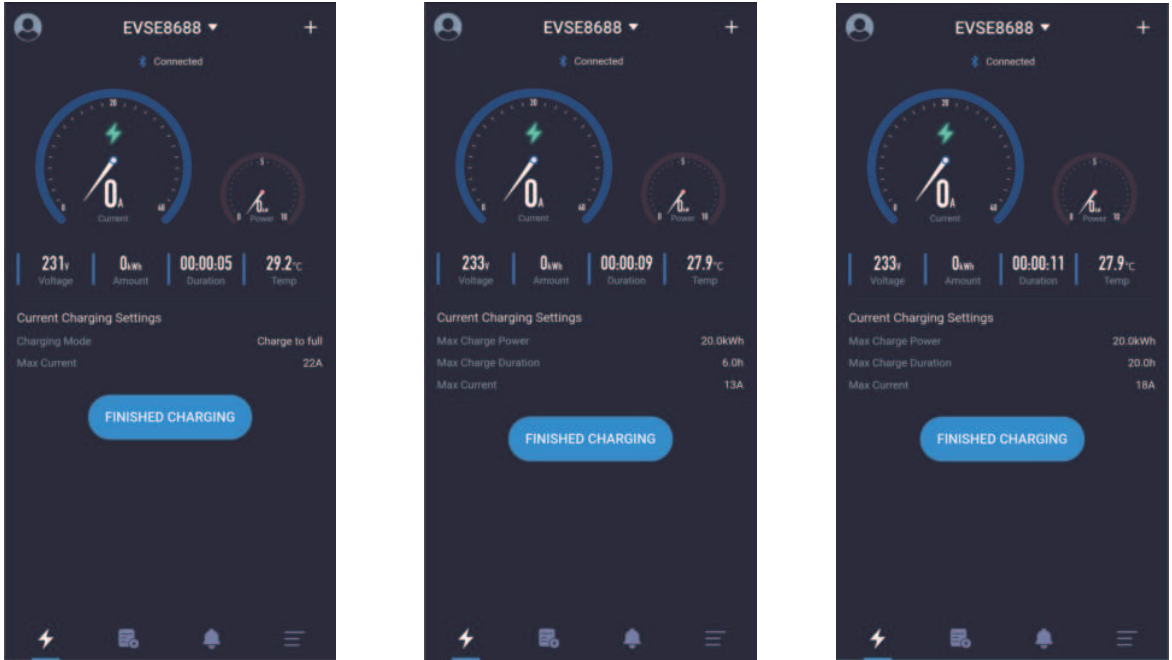 EVSE8688
+
Connected
20
0A
0 40
Current
5
0kW
0 10
Power
231V 0kWh 00:00:05 29.2°C
Voltage Amount Duration Temp
Current Charging Settings
Charging Mode Charge to full
Max Current 22A
FINISHED CHARGING
EVSE8688
+
Connected
20
0A
0 40
Current
5
0kW
0 10
Power
233V 0kWh 00:00:09 27.9°C
Voltage Amount Duration Temp
Current Charging Settings
Max Charge Power 20.0kWh
Max Charge Duration 6.0h
Max Current 13A
FINISHED CHARGING
EVSE8688
+
Connected
20
0A
0 40
Current
5
0kW
0 10
Power
233V 0kWh 00:00:11 27.9°C
Voltage Amount Duration Temp
Current Charging Settings
Max Charge Power 20.0kWh
Max Charge Duration 20.0h
Max Current 18A
FINISHED CHARGING